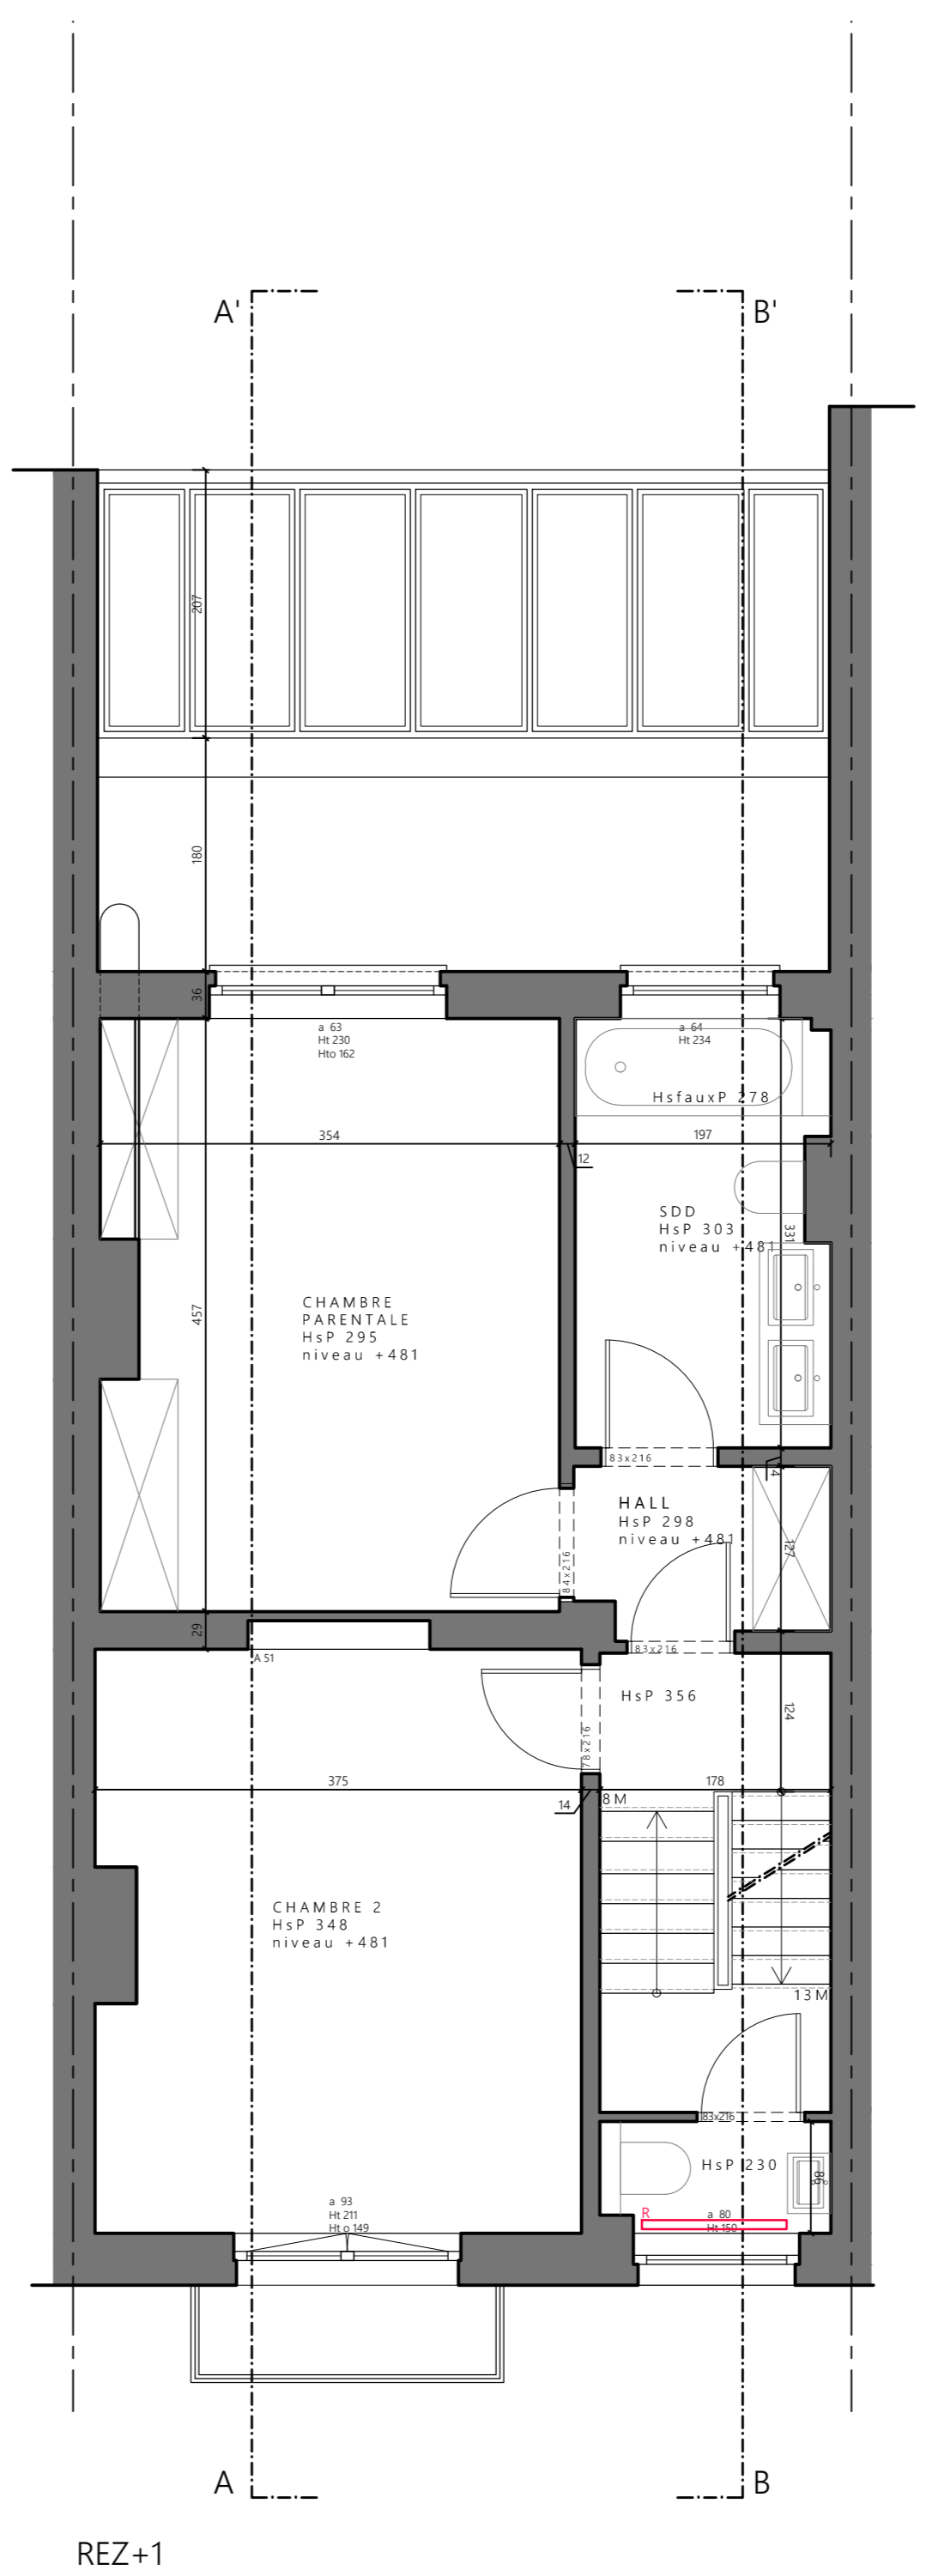 A'
B'
207
180
36
a 63
Ht 230
Hto 162
a 64
Ht 234
HsfauxP 278
354
12
197
SDD
HsP 303
niveau +481
331
CHAMBRE
PARENTALE
HsP 295
niveau +481
457
83x216
14
HALL
HsP 298
niveau +481
127
84x216
29
A 51
83x216
HsP 356
124
78x216
375
14
178
8M
CHAMBRE 2
HsP 348
niveau +481
13M
83x216
HsP 230
86
R
a 80
Ht 150
a 93
Ht 211
Ht o 149
A
B
REZ+1